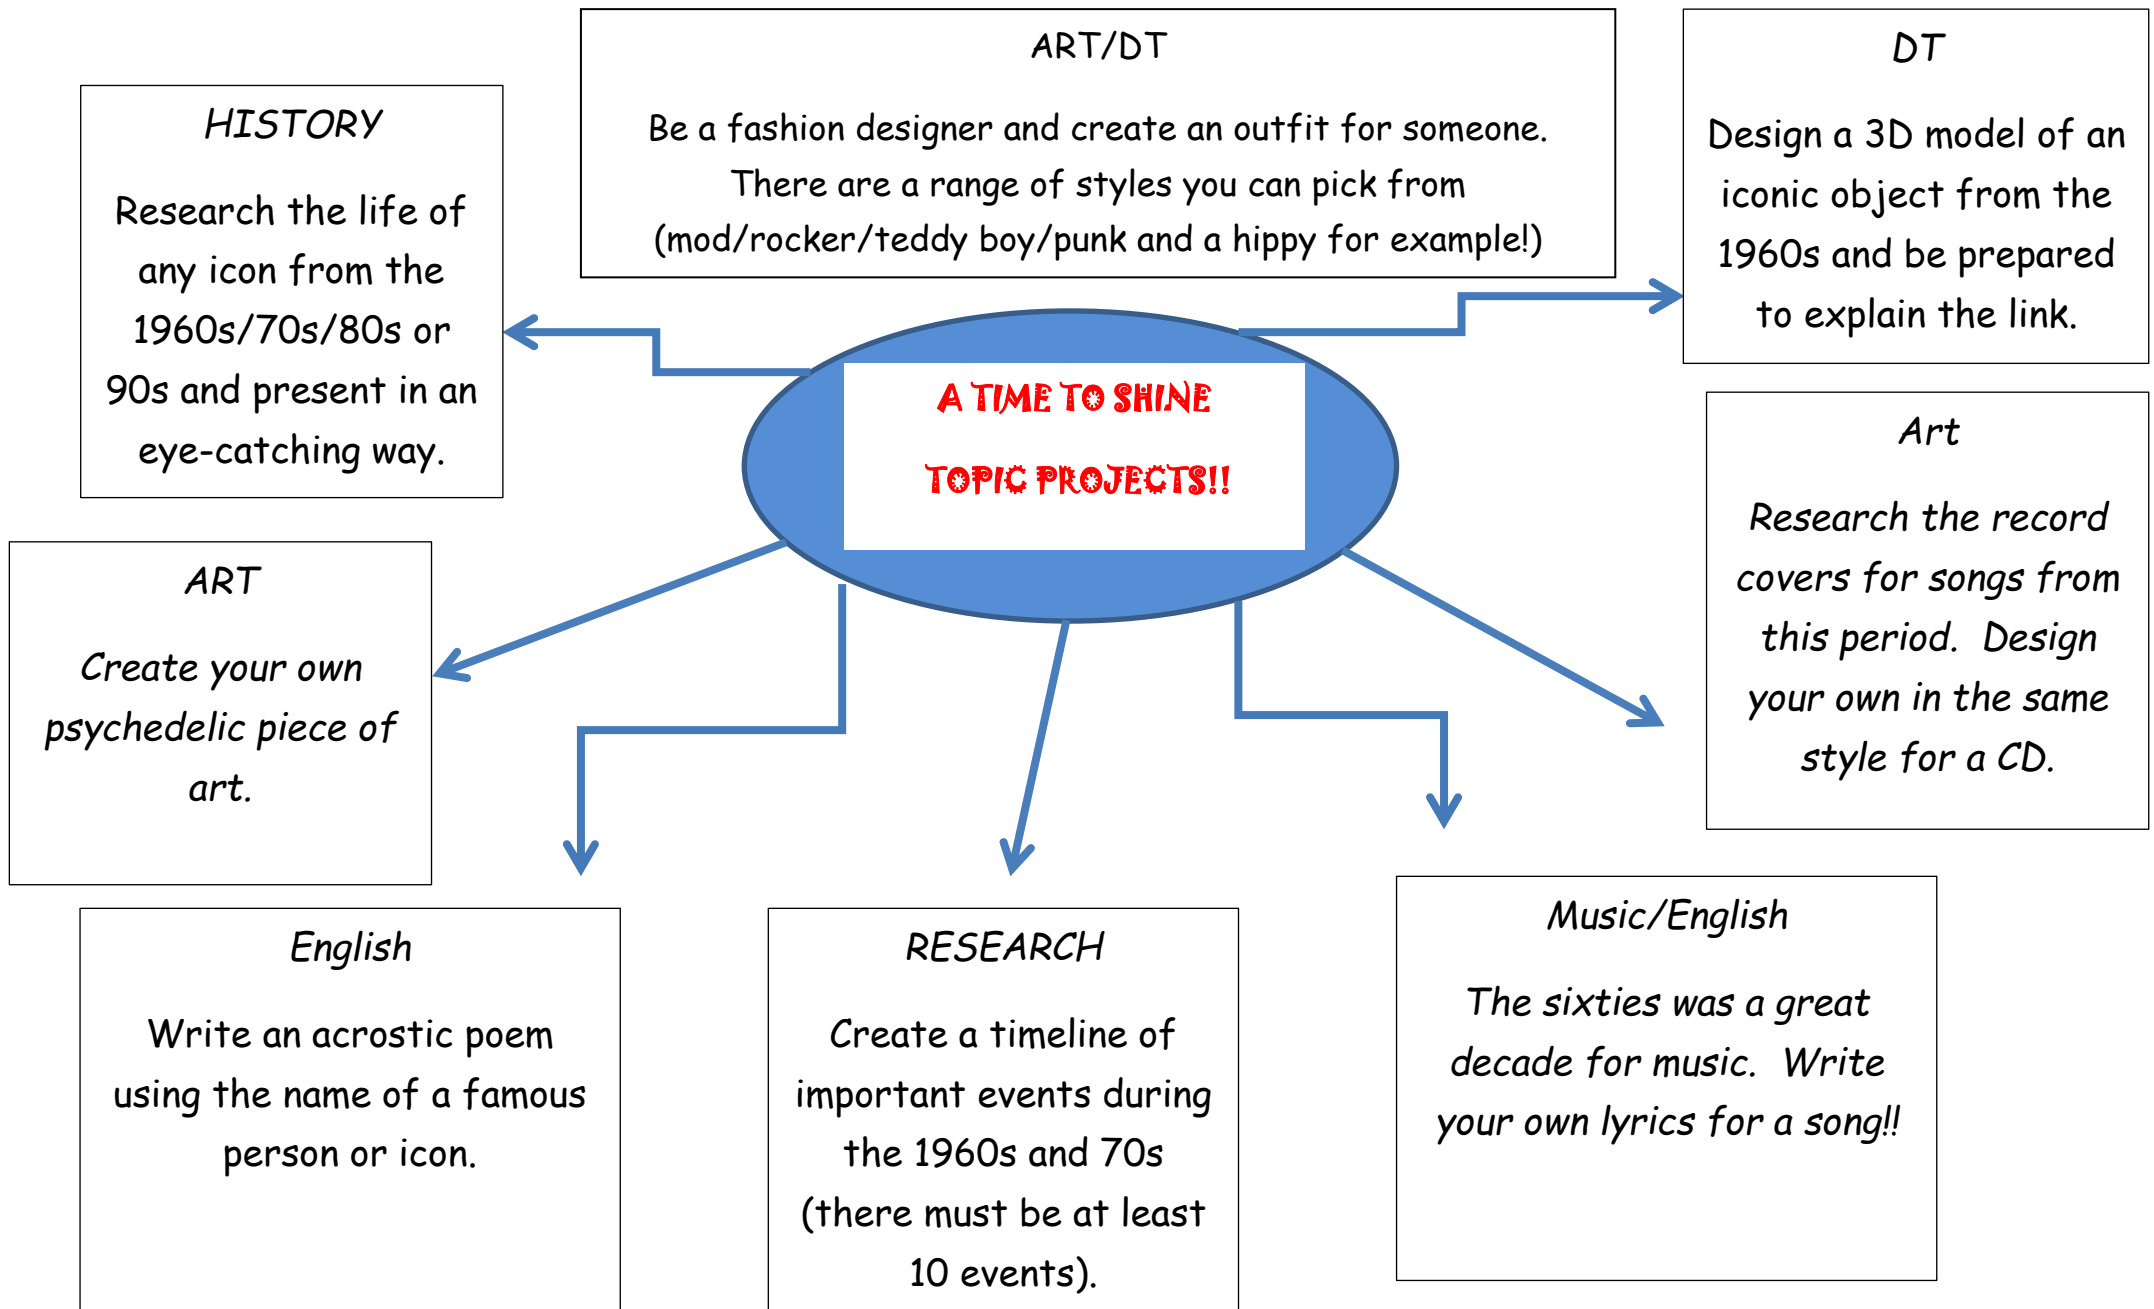 ART/DT
Be a fashion designer and create an outfit for someone.
There are a range of styles you can pick from
(mod/rocker/teddy boy/punk and a hippy for example!)
DT
Design a 3D model of an
iconic object from the
1960s and be prepared
to explain the link.
HISTORY
Research the life of
any icon from the
1960s/70s/80s or
90s and present in an
eye-catching way.
A TIME TO SHINE
TOPIC PROJECTS!!
Art
Research the record
covers for songs from
this period. Design
your own in the same
style for a CD.
ART
Create your own
psychedelic piece of
art.
English
Write an acrostic poem
using the name of a famous
person or icon.
RESEARCH
Create a timeline of
important events during
the 1960s and 70s
(there must be at least
10 events).
Music/English
The sixties was a great
decade for music. Write
your own lyrics for a song!!